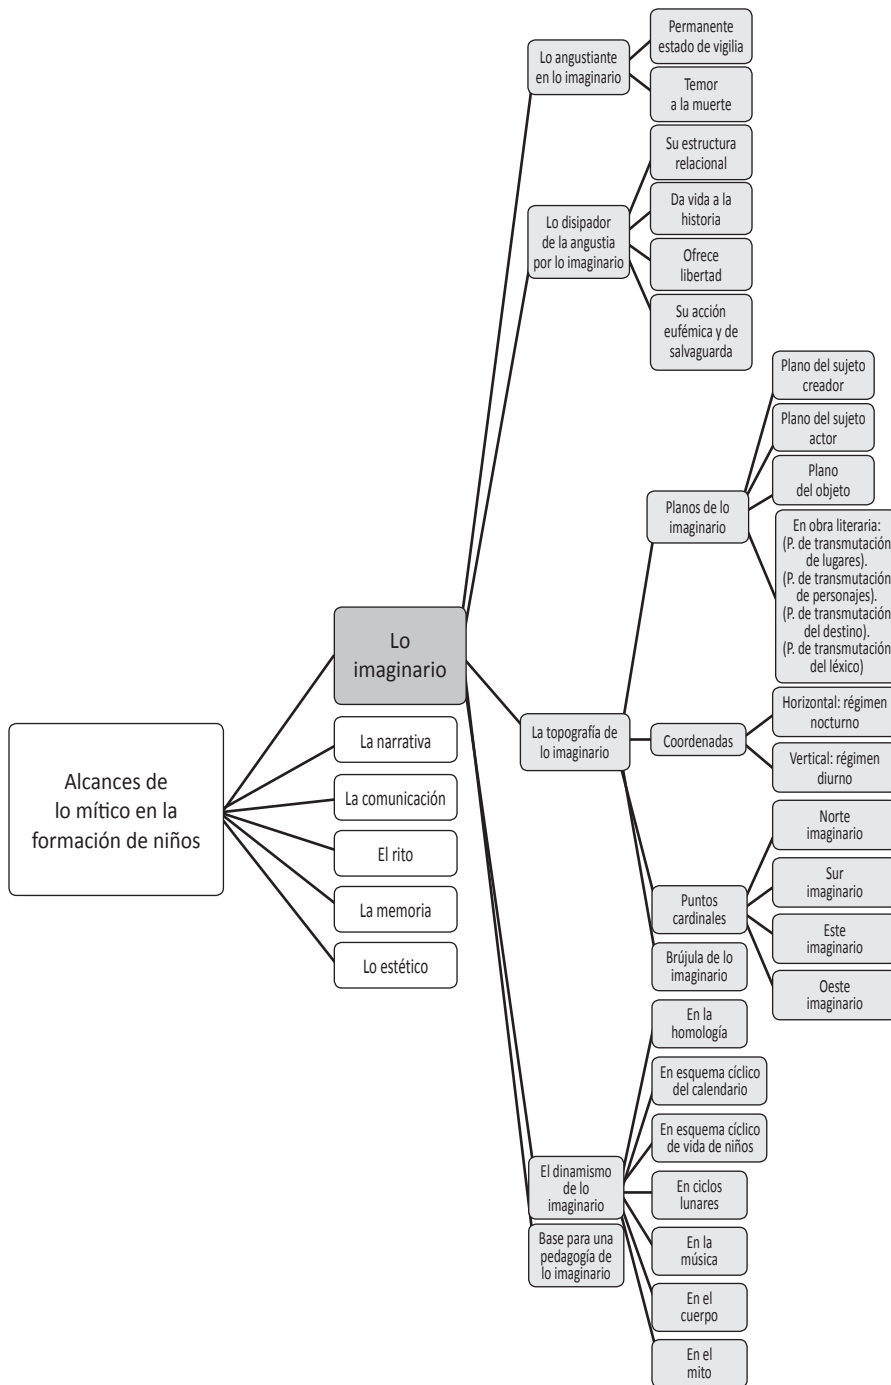 Alcances de
lo mítico en la
formación de niños
Lo
imaginario
La narrativa
La comunicación
El rito
La memoria
Lo estético
Lo angustiante
en lo imaginario
Permanente
estado de vigilia
Temor
a la muerte
Lo disipador
de la angustia
por lo imaginario
Su estructura
relacional
Da vida a la
historia
Ofrece
libertad
Su acción
eufémica y de
salvaguarda
La topografía de
lo imaginario
Planos de lo
imaginario
Plano del sujeto
creador
Plano del sujeto
actor
Plano
del objeto
En obra literaria:
(P. de transmutación
de lugares).
(P. de transmutación
de personajes).
(P. de transmutación
del destino).
(P. de transmutación
del léxico)
Coordenadas
Horizontal: régimen
nocturno
Vertical: régimen
diurno
Puntos
cardinales
Norte
imaginario
Sur
imaginario
Este
imaginario
Oeste
imaginario
Brújula de lo
imaginario
El dinamismo
de lo
imaginario
En la
homología
En esquema cíclico
del calendario
En esquema cíclico
de vida de niños
En ciclos
lunares
En la
música
En el
cuerpo
En el
mito
Base para una
pedagogía de
lo imaginario